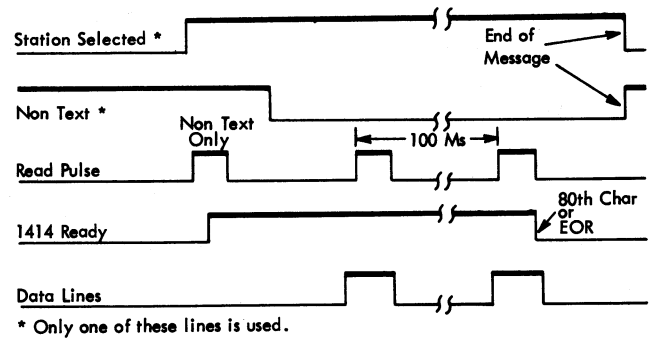 Station Selected *
End of
Message
Non Text *
Non Text
Only
100 Ms
Read Pulse
80th Char
or
EOR
1414 Ready
Data Lines
* Only one of these lines is used.